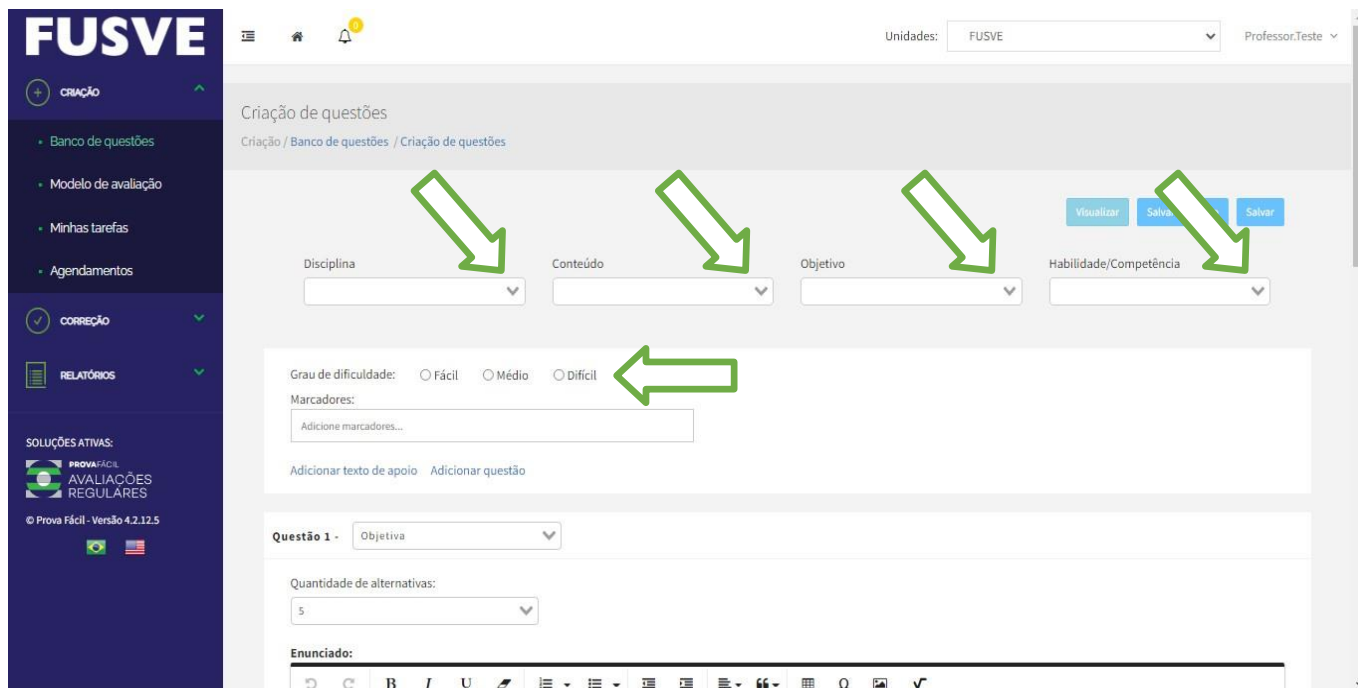 FUSVE
0
Unidades: FUSVE
Professor.Teste
CRIAÇÃO
Banco de questões
Modelo de avaliação
Minhas tarefas
Agendamentos
CORREÇÃO
RELATÓRIOS
SOLUÇÕES ATIVAS:
PROVAFÁCIL
AVALIAÇÕES
REGULARES
© Prova Fácil - Versão 4.2.12.5
Criação de questões
Criação / Banco de questões / Criação de questões
Visualizar Salvar Salvar
Disciplina Conteúdo Objetivo Habilidade/Competência
Grau de dificuldade: Fácil Médio Difícil
Marcadores:
Adicione marcadores...
Adicionar texto de apoio Adicionar questão
Questão 1 - Objetiva
Quantidade de alternativas:
5
Enunciado:
B I U Ω